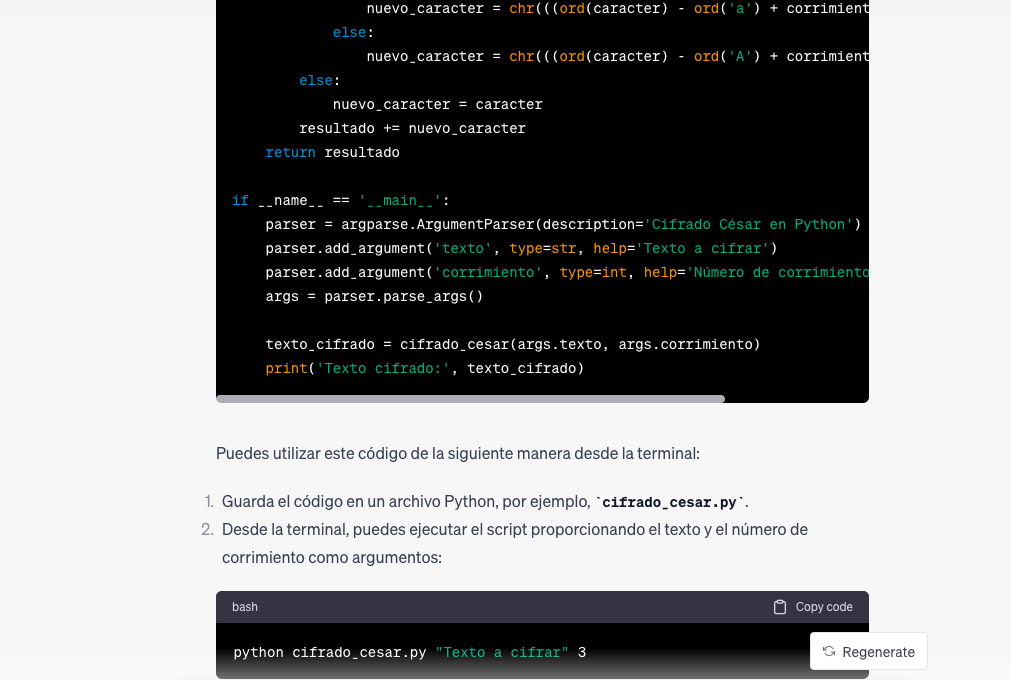 nuevo_caracter = chr(((ord(caracter) - ord('a') + corrimient
else:
nuevo_caracter = chr(((ord(caracter) - ord('A') + corrimient
else:
nuevo_caracter = caracter
resultado += nuevo_caracter
return resultado
if __name__ == '__main__':
parser = argparse.ArgumentParser(description='Cifrado César en Python')
parser.add_argument('texto', type=str, help='Texto a cifrar')
parser.add_argument('corrimiento', type=int, help='Número de corrimiento
args = parser.parse_args()
texto_cifrado = cifrado_cesar(args.texto, args.corrimiento)
print('Texto cifrado:', texto_cifrado)
Puedes utilizar este código de la siguiente manera desde la terminal:
1. Guarda el código en un archivo Python, por ejemplo, `cifrado_cesar.py`.
2. Desde la terminal, puedes ejecutar el script proporcionando el texto y el número de
corrimiento como argumentos:
bash Copy code
python cifrado_cesar.py "Texto a cifrar" 3
Regenerate